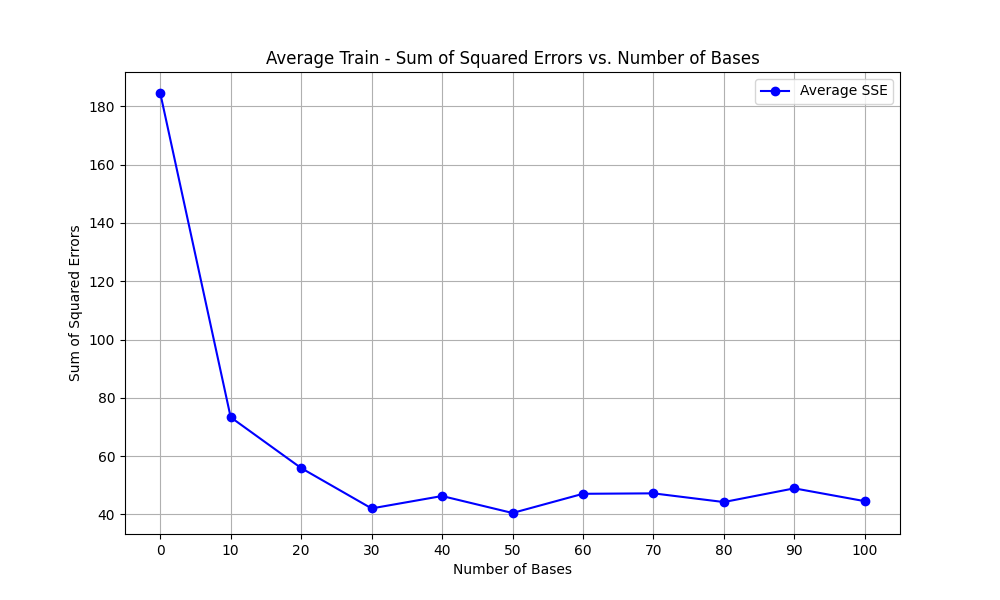 Average Train - Sum of Squared Errors vs. Number of Bases
Average SSE
Sum of Squared Errors
180
160
140
120
100
80
60
40
0 10 20 30 40 50 60 70 80 90 100
Number of Bases